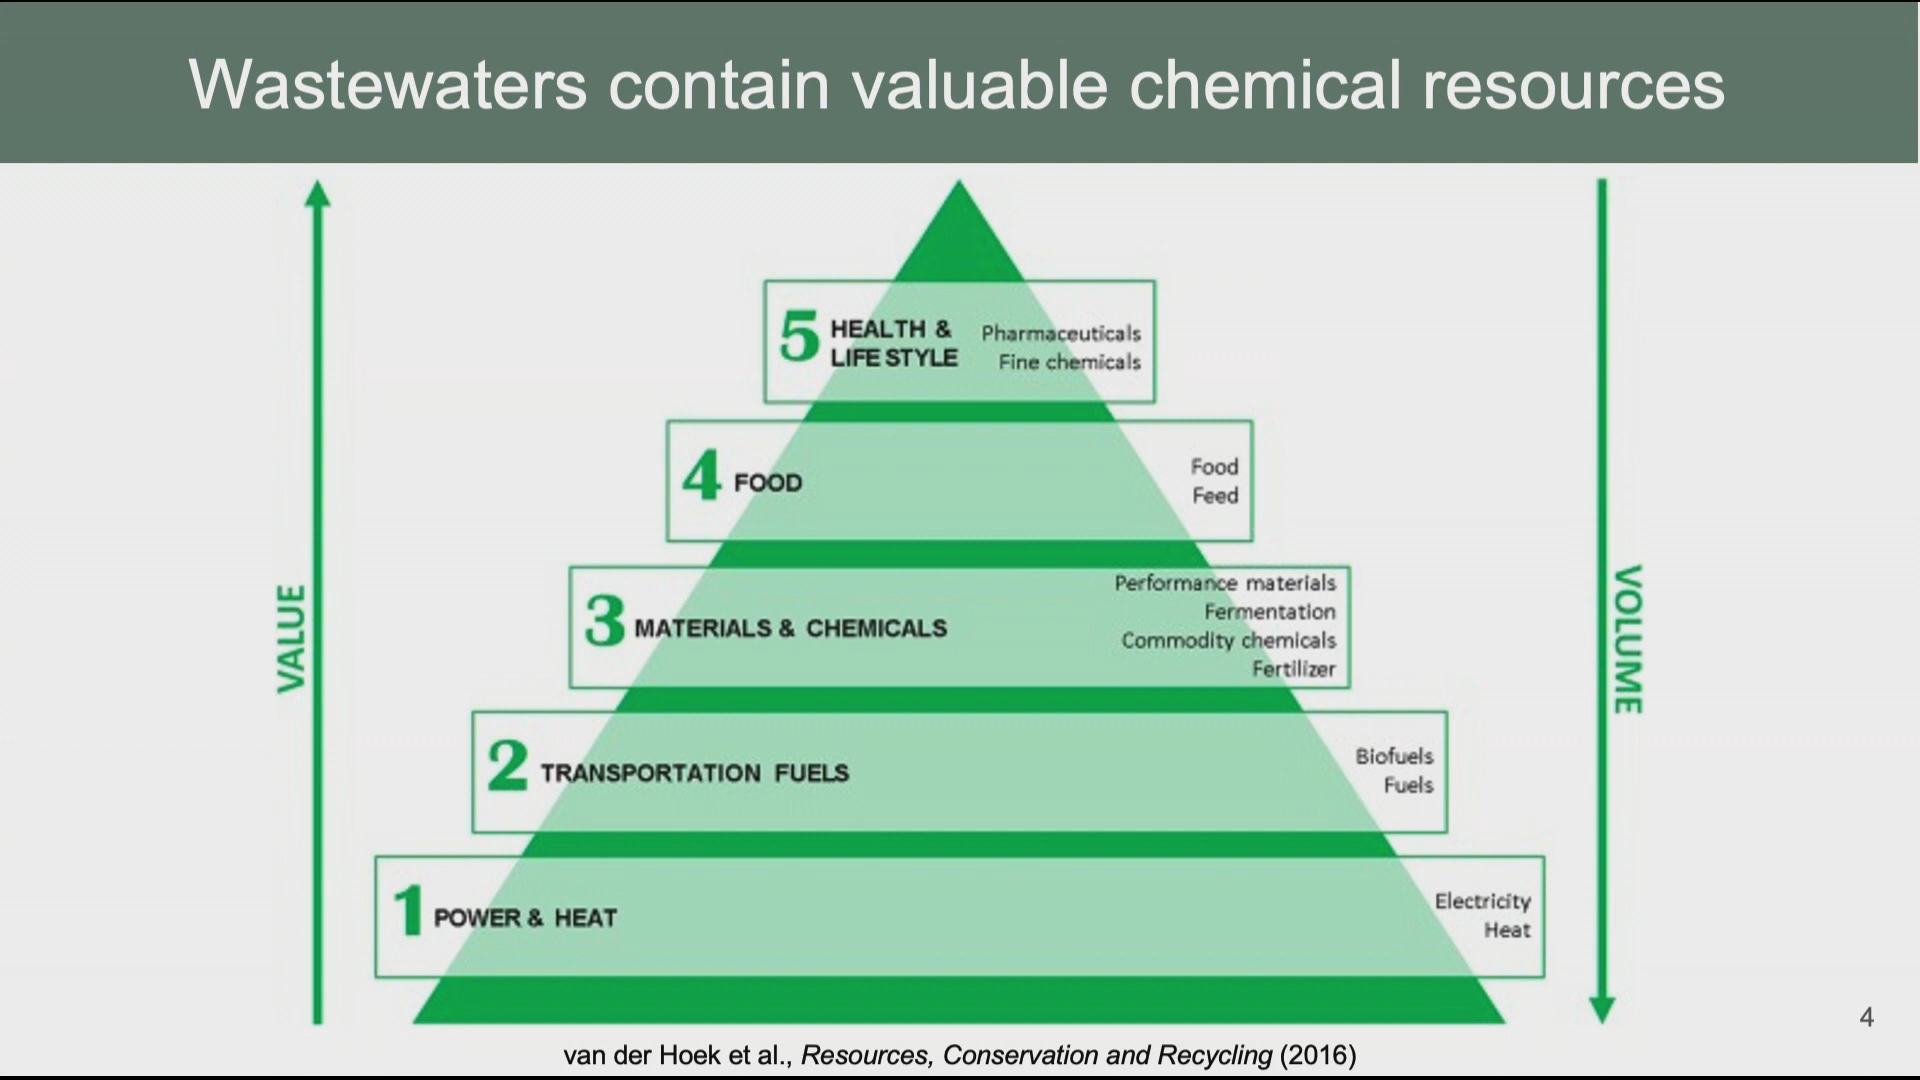 Wastewaters contain valuable chemical resources
VALUE
5 HEALTH &
LIFE STYLE
Pharmaceuticals
Fine chemicals
4 FOOD
Food
Feed
3 MATERIALS & CHEMICALS
Performance materials
Fermentation
Commodity chemicals
Fertilizer
2 TRANSPORTATION FUELS
Biofuels
Fuels
1 POWER & HEAT
Electricity
Heat
VOLUME
4
van der Hoek et al., Resources, Conservation and Recycling (2016)